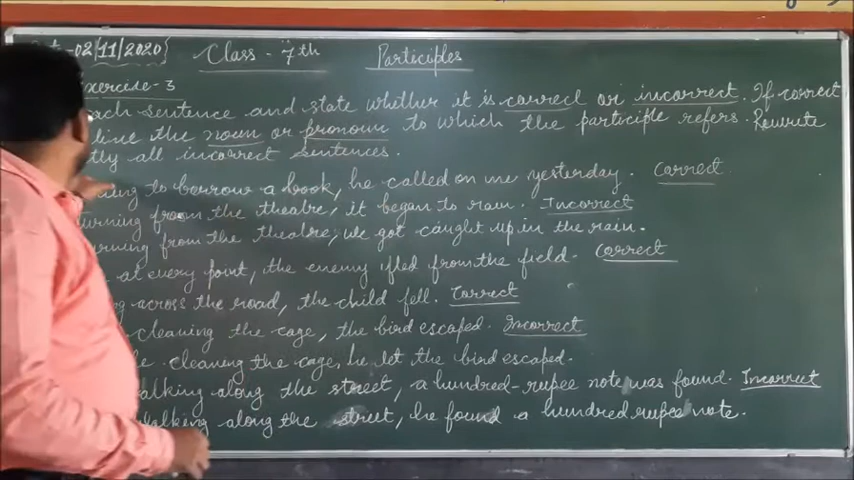 -02/11/2020 Class - 7th Participles
xercise - 3
ch sentence and state whether it is correct or incorrect. If correct
line the noun or pronoun to which the participle refers. Rewrite
tly all incorrect sentences.
ing to borrow a book, he called on me yesterday. Correct
urning from the theatre, it began to rain. Incorrect
urning from the theatre, we got caught up in the rain.
at every point, the enemy fled from the field. Correct
ng across the road, the child fell. Correct
cleaning the cage, the bird escaped. Incorrect
e cleaning the cage, he let the bird escape.
alking along the street, a hundred-rupee note was found. Incorrect
walking along the street, he found a hundred rupee note.